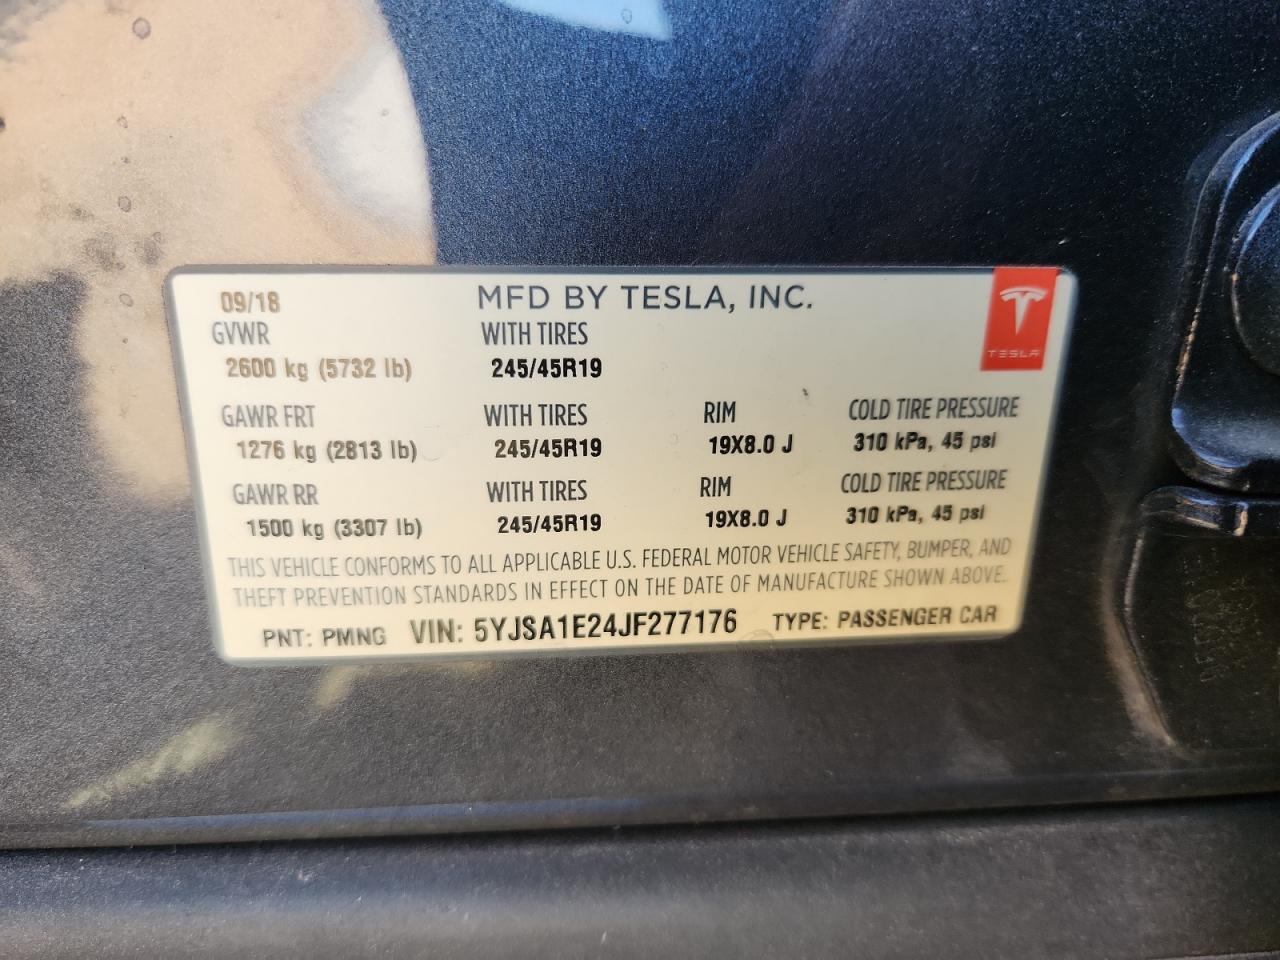 09/18 MFD BY TESLA, INC.
GVWR WITH TIRES
2600 kg (5732 lb) 245/45R19
TESLA
GAWR FRT WITH TIRES RIM COLD TIRE PRESSURE
1276 kg (2813 lb) 245/45R19 19X8.0 J 310 kPa, 45 psi
GAWR RR WITH TIRES RIM COLD TIRE PRESSURE
1500 kg (3307 lb) 245/45R19 19X8.0 J 310 kPa, 45 psi
THIS VEHICLE CONFORMS TO ALL APPLICABLE U.S. FEDERAL MOTOR VEHICLE SAFETY, BUMPER, AND
THEFT PREVENTION STANDARDS IN EFFECT ON THE DATE OF MANUFACTURE SHOWN ABOVE.
PNT: PMNG VIN: 5YJSA1E24JF277176 TYPE: PASSENGER CAR